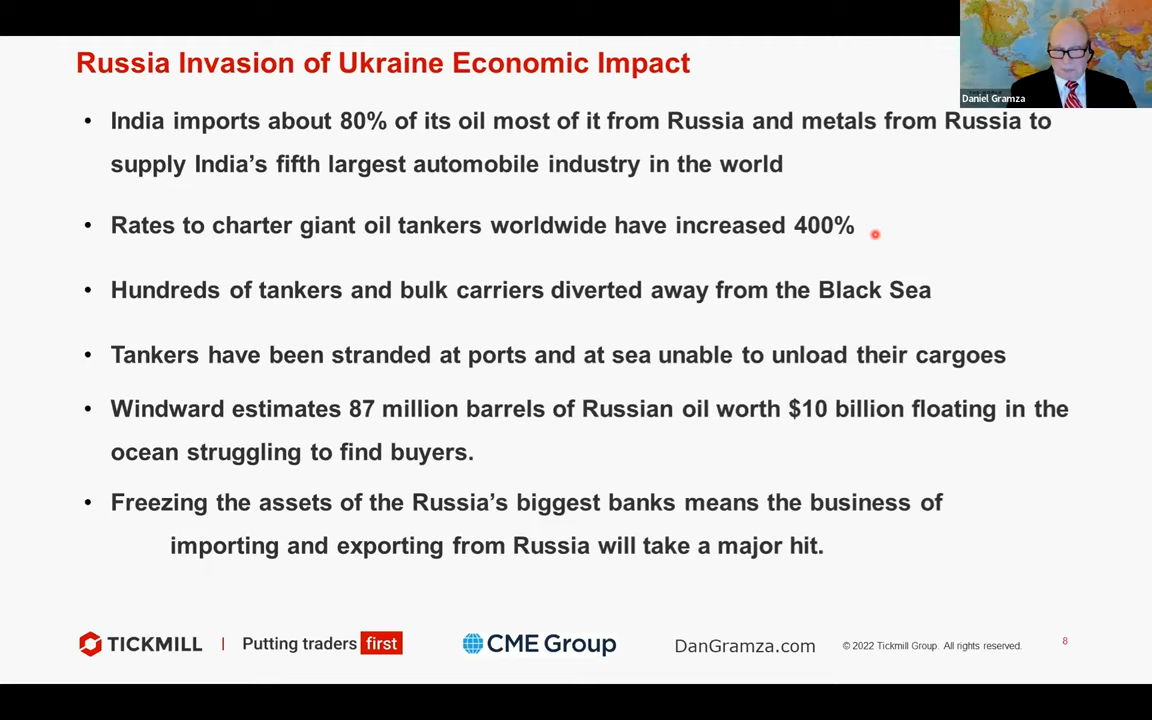 Russia Invasion of Ukraine Economic Impact
Daniel Gramza
• India imports about 80% of its oil most of it from Russia and metals from Russia to
supply India’s fifth largest automobile industry in the world
• Rates to charter giant oil tankers worldwide have increased 400%
• Hundreds of tankers and bulk carriers diverted away from the Black Sea
• Tankers have been stranded at ports and at sea unable to unload their cargoes
• Windward estimates 87 million barrels of Russian oil worth $10 billion floating in the
ocean struggling to find buyers.
• Freezing the assets of the Russia’s biggest banks means the business of
importing and exporting from Russia will take a major hit.
TICKMILL | Putting traders first CME Group DanGramza.com © 2022 Tickmill Group. All rights reserved. 8